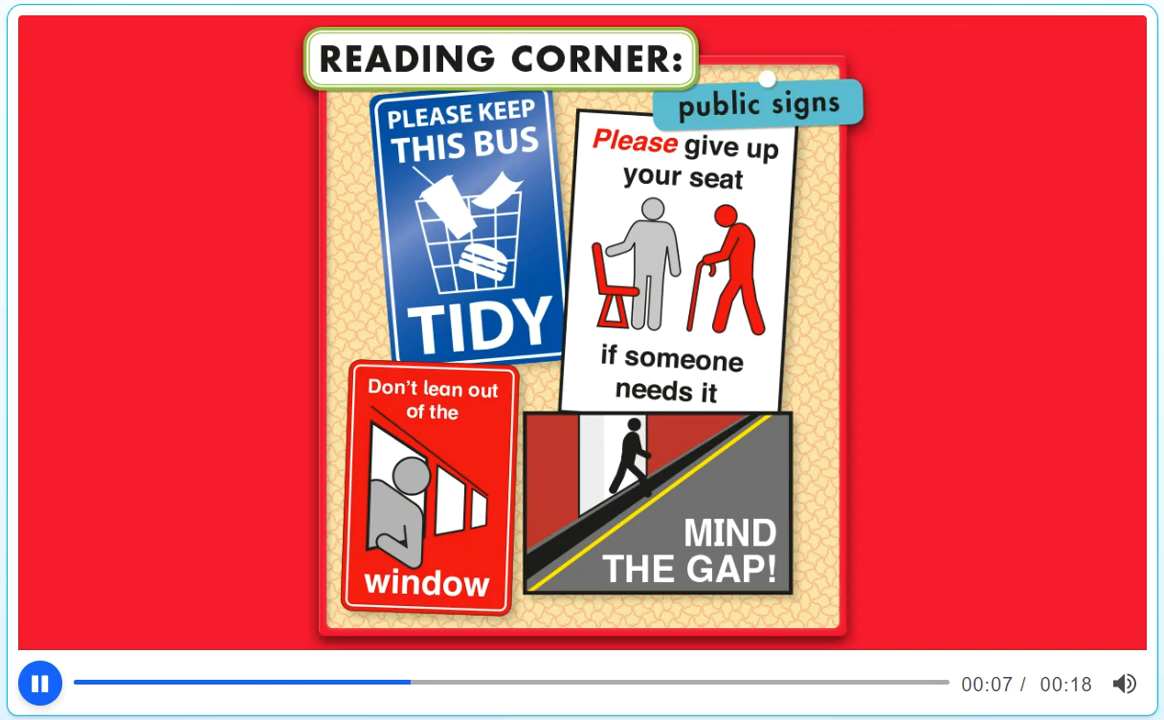 READING CORNER:
public signs
PLEASE KEEP
THIS BUS
TIDY
Please give up
your seat
if someone
needs it
Don't lean out
of the
window
MIND
THE GAP!
00:07 / 00:18